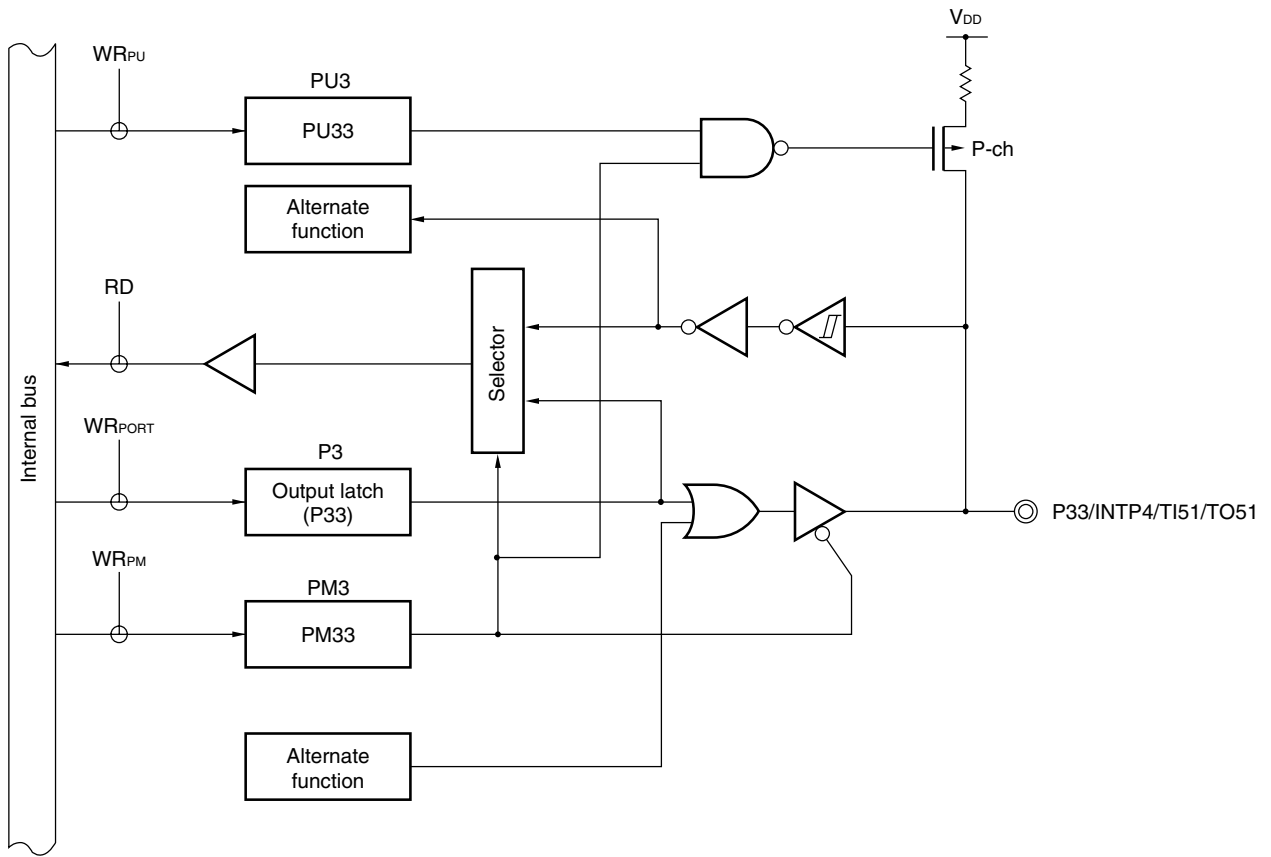 VDD
WRPU
PU3
PU33
P-ch
Alternate
function
RD
Selector
Internal bus
WRPORT
P3
Output latch
(P33)
P33/INTP4/TI51/TO51
WRPM
PM3
PM33
Alternate
function